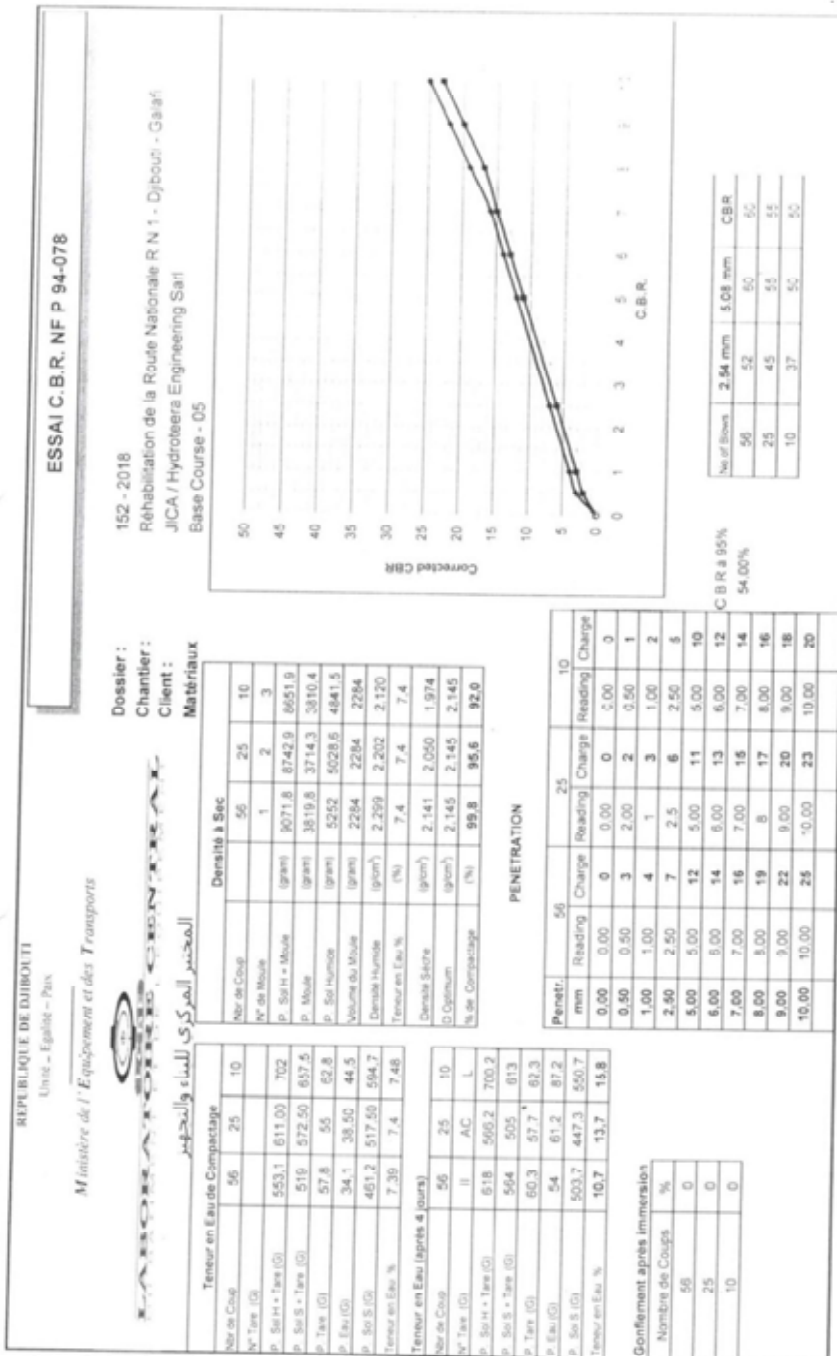 REPUBLIQUE DE DJIBOUTI
Unité – Egalité – Paix
Ministère de l'Equipement et des Transports
LABORATOIRE CENTRAL
المختبر المركزي للبناء والتجهيز
ESSAI C.B.R. NF P 94-078
Dossier : 152 - 2018
Chantier : Réhabilitation de la Route Nationale R N 1 - Djibouti - Galafi
Client : JICA / Hydroteera Engineering Sarl
Matériaux Base Course - 05
Teneur en Eau de Compactage
Nbr de Coup 56 25 10
N° Tare (G)
P. Sol H + Tare (G) 553,1 611,00 702
P. Sol S + Tare (G) 519 572,50 657,5
P. Tare (G) 57,8 55 62,8
P. Eau (G) 34,1 38,50 44,5
P. Sol S (G) 461,2 517,50 594,7
Teneur en Eau % 7,39 7,4 7,48
Teneur en Eau (après 4 jours)
Nbr de Coup 56 25 10
N° Tare (G) II AC L
P. Sol H + Tare (G) 618 566,2 700,2
P. Sol S + Tare (G) 564 505 613
P. Tare (G) 60,3 57,7 62,3
P. Eau (G) 54 61,2 87,2
P. Sol S (G) 503,7 447,3 550,7
Teneur en Eau % 10,7 13,7 15,8
Gonflement après immersion
Nombre de Coups %
56 0
25 0
10 0
Densité à Sec
Nbr de Coup 56 25 10
N° de Moule 1 2 3
P. Sol H + Moule (gram) 9071,8 8742,9 8651,9
P. Moule (gram) 3819,8 3714,3 3810,4
P. Sol Humide (gram) 5252 5028,6 4841,5
Volume du Moule (gram) 2284 2284 2284
Densité Humide (g/cm³) 2,299 2,202 2,120
Teneur en Eau % (%) 7,4 7,4 7,4
Densité Sèche (g/cm³) 2,141 2,050 1,974
D Optimum (g/cm³) 2,145 2,145 2,145
% de Compactage (%) 99,8 95,6 92,0
PENETRATION
Penetr. 56 25 10
mm Reading Charge Reading Charge Reading Charge
0,00 0,00 0 0,00 0 0,00 0
0,50 0,50 3 2,00 2 0,50 1
1,00 1,00 4 1 3 1,00 2
2,50 2,50 7 2.5 6 2,50 5
5,00 5,00 12 5,00 11 5,00 10
6,00 6,00 14 6,00 13 6,00 12
7,00 7,00 16 7,00 15 7,00 14
8,00 8,00 19 8 17 8,00 16
9,00 9,00 22 9,00 20 9,00 18
10,00 10,00 25 10,00 23 10,00 20
Corrected CBR
50
45
40
35
30
25
20
15
10
5
0
0 1 2 3 4 5 6 7 8 9 10
C.B.R.
C B R à 95%
54.00%
No of Blows 2.54 mm 5.08 mm CBR
56 52 60 60
25 45 55 55
10 37 50 50